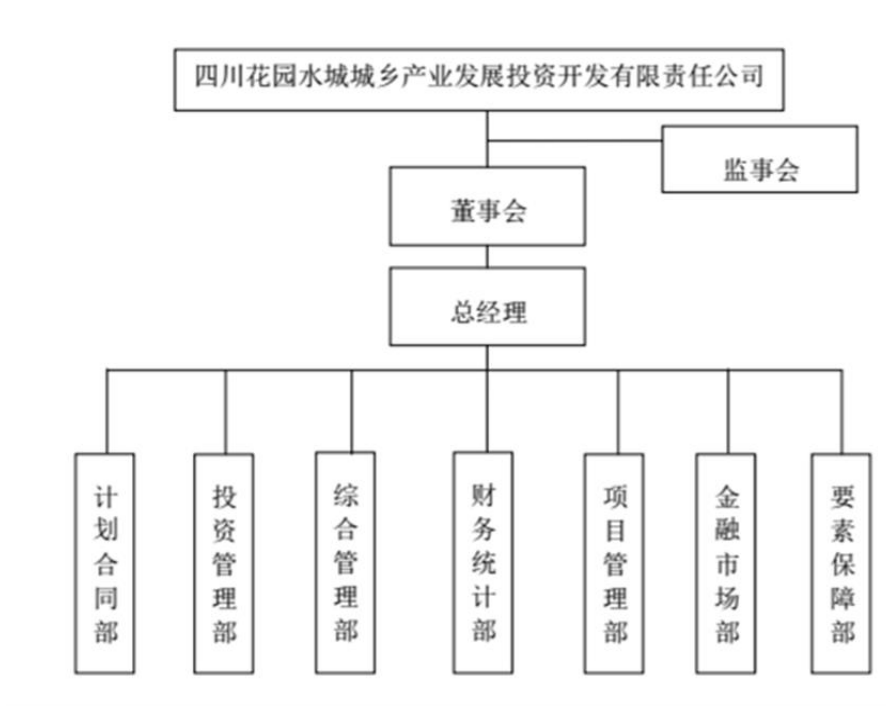 四川花园水城城乡产业发展投资开发有限责任公司
监事会
董事会
总经理
计划合同部
投资管理部
综合管理部
财务统计部
项目管理部
金融市场部
要素保障部